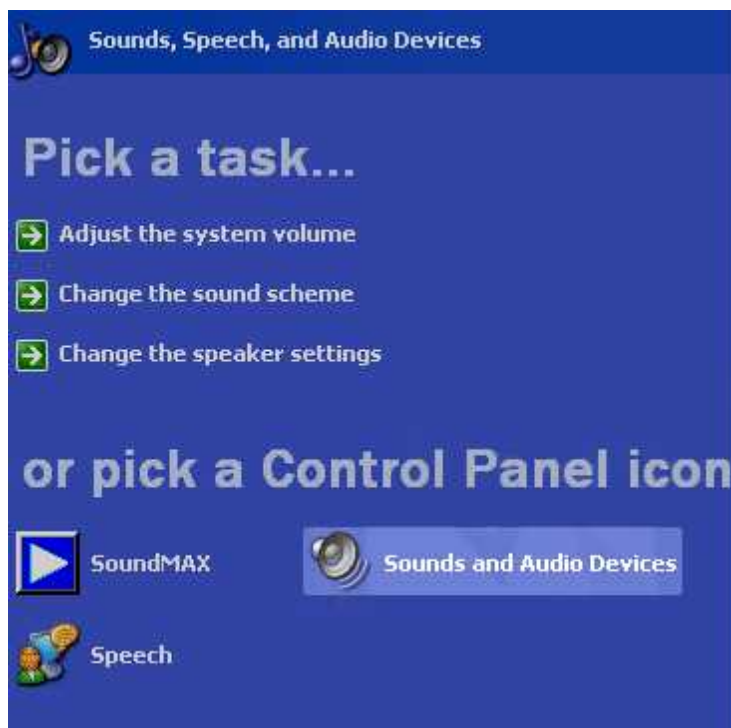 Sounds, Speech, and Audio Devices
Pick a task...
Adjust the system volume
Change the sound scheme
Change the speaker settings
or pick a Control Panel icon
SoundMAX
Sounds and Audio Devices
Speech